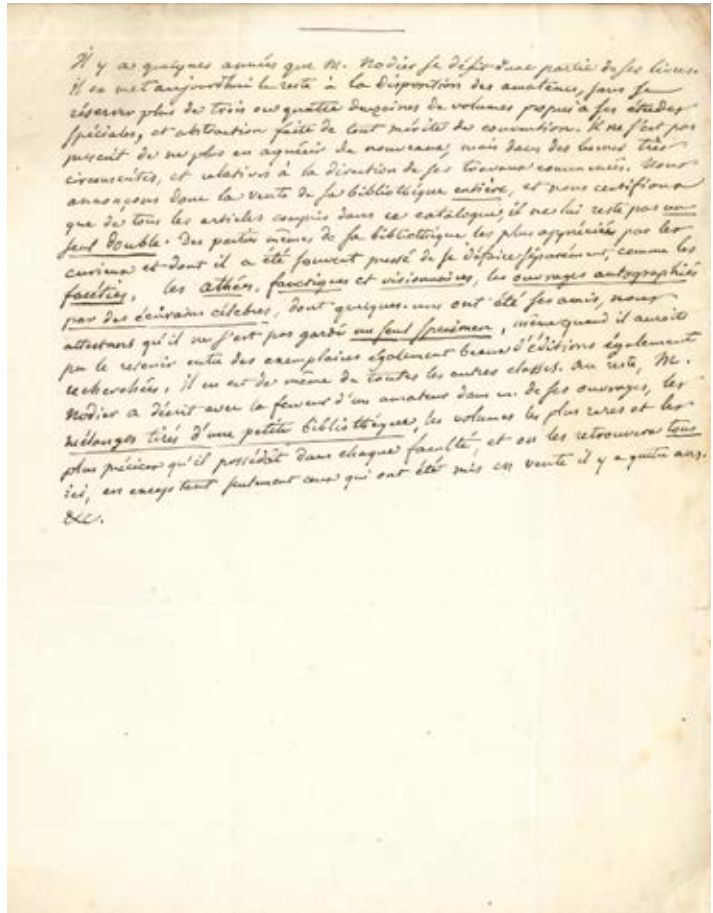 Il y a quelques années que M. Nodier se défit d'une partie de ses livres.
il en met aujourdhui le reste à la disposition des amateurs, sans se
réserver plus de trois ou quatre douzaines de volumes propres à ses études
spéciales, et abstraction faite de tout mérite de convention. Il ne s'est pas
prescrit de ne plus en aquérir de nouveaux, mais dans des bornes très
circonscrites, et relatives à la direction de ses travaux commencés. Nous
annonçons donc la vente de sa bibliothèque entière, et nous certifions
que de tous les articles compris dans ce catalogue, il ne lui reste pas un
seul double. Des parties mêmes de sa bibliothèque les plus appréciées par les
curieux et dont il a été souvent pressé de se défaire séparément, comme les
facéties, les athées, fanatiques et visionnaires, les ouvrages autographiés
par des écrivains célèbres, dont quelques-uns ont été ses amis, nous
attestons qu'il ne s'est pas gardé un seul specimen, même quand il auroit
pu le retenir entre des exemplaires également beaux d'éditions également
recherchées. il en est de même de toutes les autres classes. au reste, M.
Nodier a décrit avec la ferveur d'un amateur dans un de ses ouvrages, les
mélanges tirés d'une petite bibliothèque, les volumes les plus rares et les
plus précieux qu'il possédât dans chaque faculté, et on les retrouvera tous
ici, en exceptant seulement ceux qui ont été mis en vente il y a quatre ans.
&c.